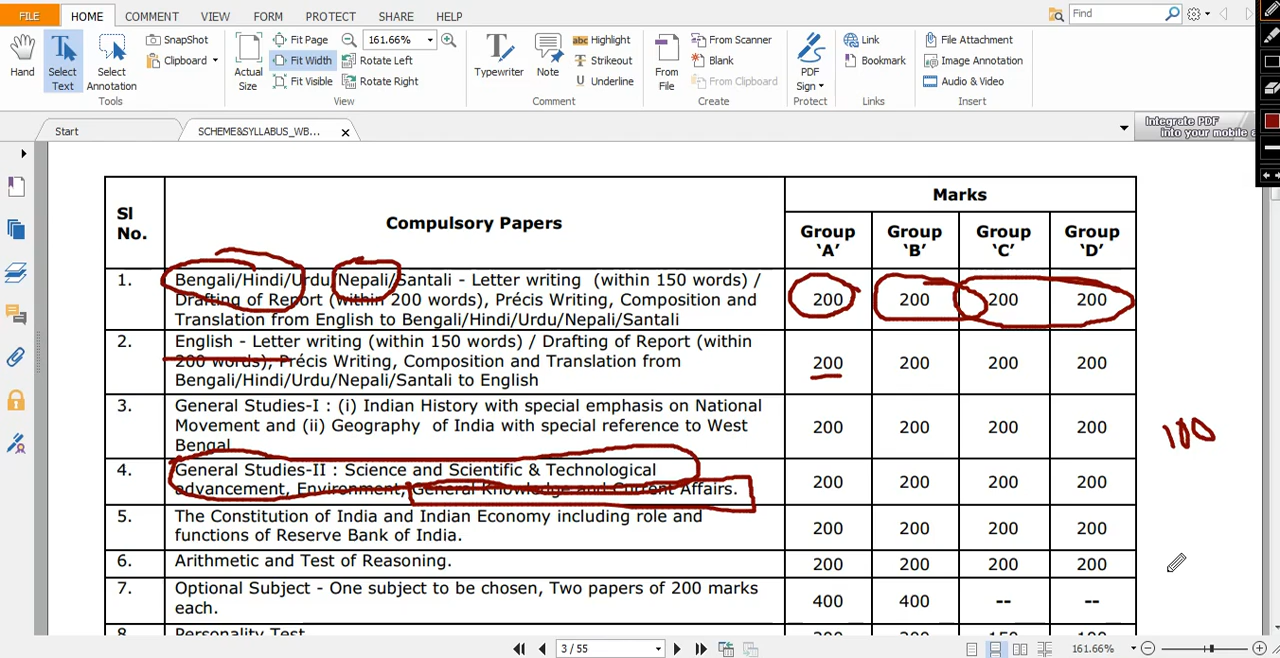 FILE HOME COMMENT VIEW FORM PROTECT SHARE HELP Find
Hand
Select Text
Select Annotation
SnapShot
Clipboard
Tools
Actual Size
Fit Page
Fit Width
Fit Visible
161.66%
Rotate Left
Rotate Right
View
Typewriter
Note
Highlight
Strikeout
Underline
Comment
From File
From Scanner
Blank
From Clipboard
Create
PDF Sign
Protect
Link
Bookmark
Links
File Attachment
Image Annotation
Audio & Video
Insert
Start
SCHEME&SYLLABUS_WB...
Integrate PDF
into your mobile
Sl No. Compulsory Papers Marks
Group 'A' Group 'B' Group 'C' Group 'D'
1. Bengali/Hindi/Urdu/Nepali/Santali - Letter writing (within 150 words) /
Drafting of Report (within 200 words), Précis Writing, Composition and 200 200 200 200
Translation from English to Bengali/Hindi/Urdu/Nepali/Santali
2. English - Letter writing (within 150 words) / Drafting of Report (within
200 words), Précis Writing, Composition and Translation from 200 200 200 200
Bengali/Hindi/Urdu/Nepali/Santali to English
3. General Studies-I : (i) Indian History with special emphasis on National
Movement and (ii) Geography of India with special reference to West 200 200 200 200
Bengal
100
4. General Studies-II : Science and Scientific & Technological
advancement, Environment, General Knowledge and Current Affairs. 200 200 200 200
5. The Constitution of India and Indian Economy including role and
functions of Reserve Bank of India. 200 200 200 200
6. Arithmetic and Test of Reasoning. 200 200 200 200
7. Optional Subject - One subject to be chosen, Two papers of 200 marks
each. 400 400 -- --
8. Personality Test 200 200 150 100
3 / 55
161.66%